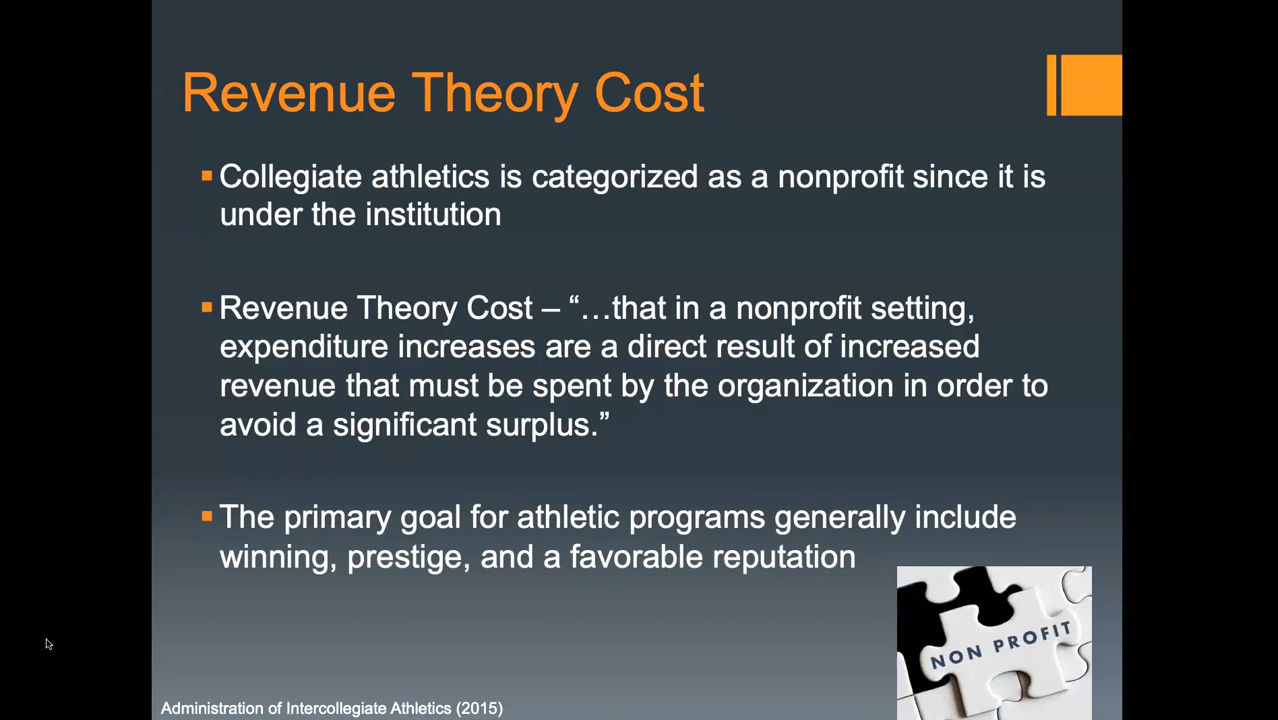 Revenue Theory Cost
Collegiate athletics is categorized as a nonprofit since it is
under the institution
Revenue Theory Cost – “…that in a nonprofit setting,
expenditure increases are a direct result of increased
revenue that must be spent by the organization in order to
avoid a significant surplus.”
The primary goal for athletic programs generally include
winning, prestige, and a favorable reputation
NON PROFIT
Administration of Intercollegiate Athletics (2015)